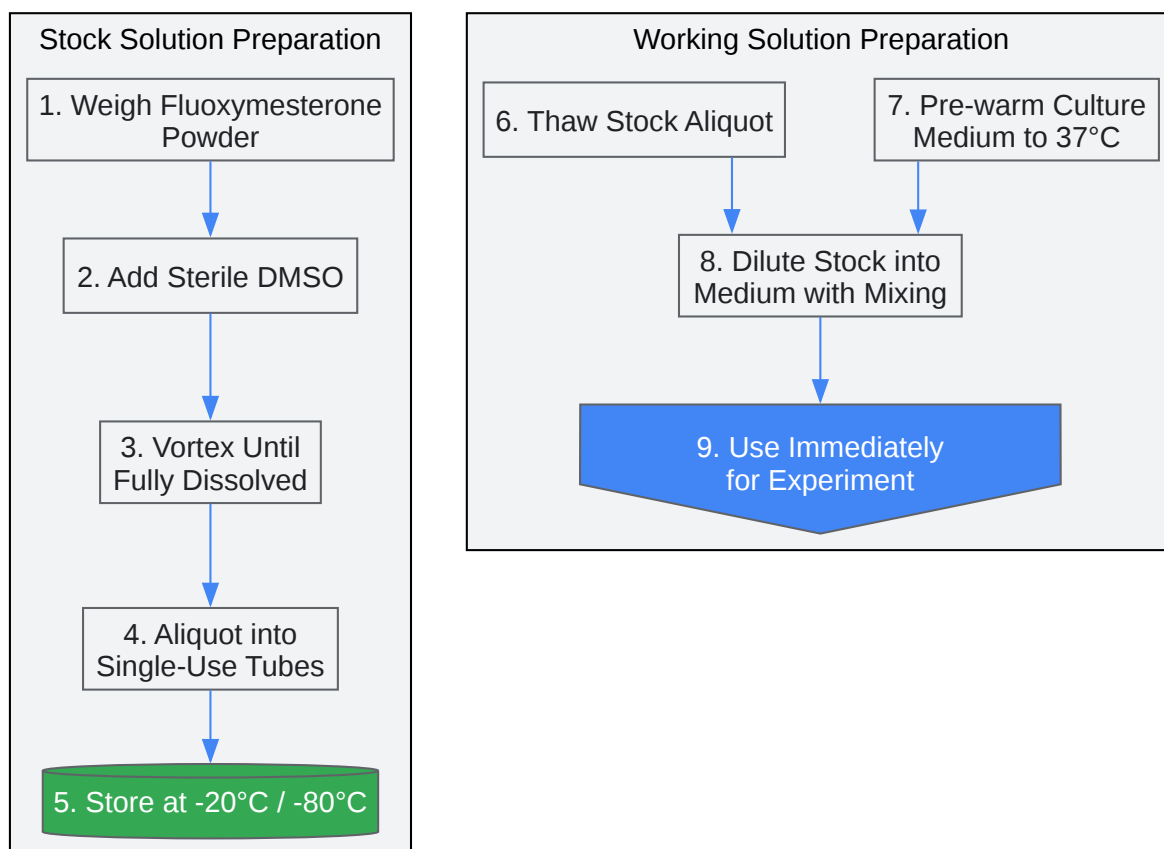 Stock Solution Preparation
1. Weigh Fluoxymesterone
Powder
2. Add Sterile DMSO
3. Vortex Until
Fully Dissolved
4. Aliquot into
Single-Use Tubes
5. Store at -20°C / -80°C
Working Solution Preparation
6. Thaw Stock Aliquot
7. Pre-warm Culture
Medium to 37°C
8. Dilute Stock into
Medium with Mixing
9. Use Immediately
for Experiment